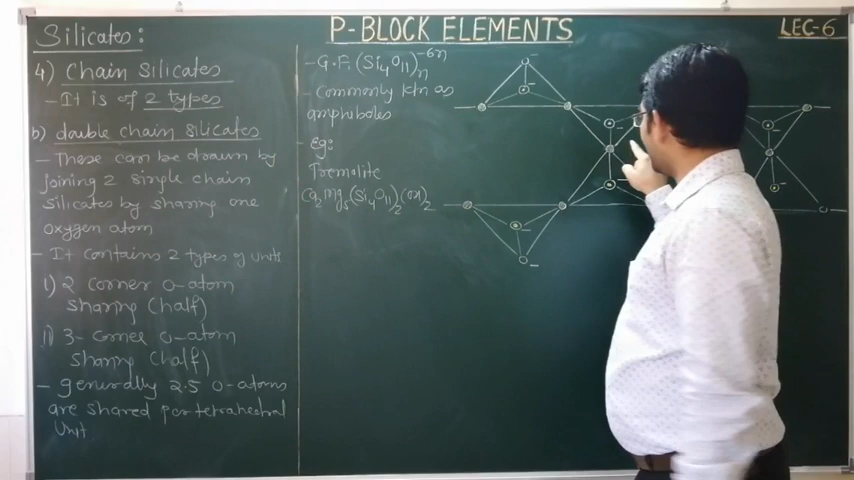 P-BLOCK ELEMENTS
LEC-6
Silicates:
4) Chain Silicates
- It is of 2 types
b) double chain silicates
- These can be drawn by
joining 2 single chain
silicates by sharing one
oxygen atom
- It contains 2 types of units
i) 2 corner O-atom
sharing (half)
ii) 3-corner O-atom
sharing (half)
- generally 2.5 O-atoms
are shared per tetrahedral
unit.
- G.F. (Si₄O₁₁)ₙ⁻⁶ⁿ
- Commonly ktn as
amphiboles
- Eg:
Tremolite
Ca₂Mg₅(Si₄O₁₁)₂(OH)₂